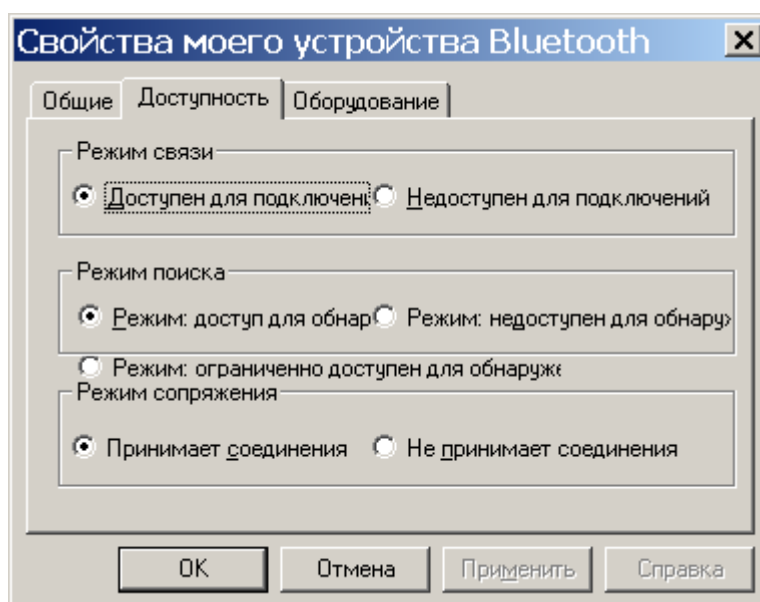 Свойства моего устройства Bluetooth
Общие Доступность Оборудование
Режим связи
Доступен для подключен Недоступен для подключений
Режим поиска
Режим: доступ для обнар Режим: недоступен для обнару
Режим: ограниченно доступен для обнаруже
Режим сопряжения
Принимает соединения Не принимает соединения
OK Отмена Применить Справка